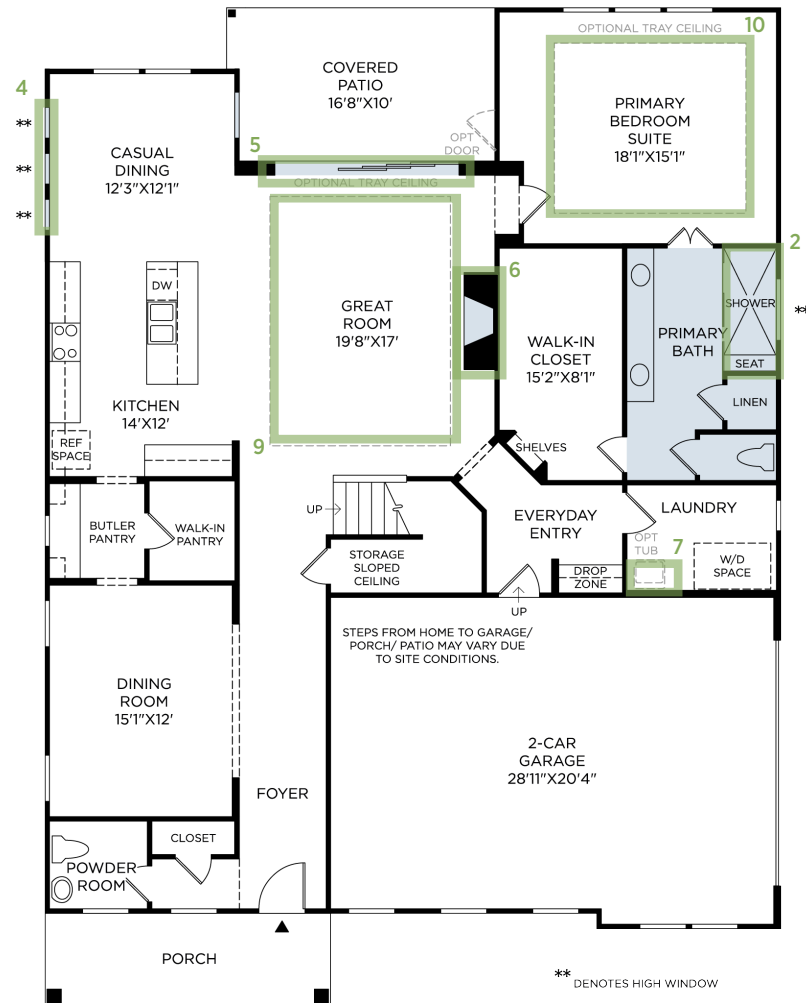 OPTIONAL TRAY CEILING
10
COVERED
PATIO
16'8"X10'
4
**
**
**
CASUAL
DINING
12'3"X12'1"
5
OPT
DOOR
OPTIONAL TRAY CEILING
PRIMARY
BEDROOM
SUITE
18'1"X15'1"
2
6
DW
GREAT
ROOM
19'8"X17'
WALK-IN
CLOSET
15'2"X8'1"
PRIMARY
BATH
SHOWER
**
SEAT
LINEN
KITCHEN
14'X12'
REF
SPACE
9
SHELVES
UP
BUTLER
PANTRY
WALK-IN
PANTRY
STORAGE
SLOPED
CEILING
EVERYDAY
ENTRY
LAUNDRY
OPT
TUB
7
W/D
SPACE
DROP
ZONE
UP
STEPS FROM HOME TO GARAGE/
PORCH/ PATIO MAY VARY DUE
TO SITE CONDITIONS.
DINING
ROOM
15'1"X12'
2-CAR
GARAGE
28'11"X20'4"
FOYER
CLOSET
POWDER
ROOM
PORCH
** DENOTES HIGH WINDOW